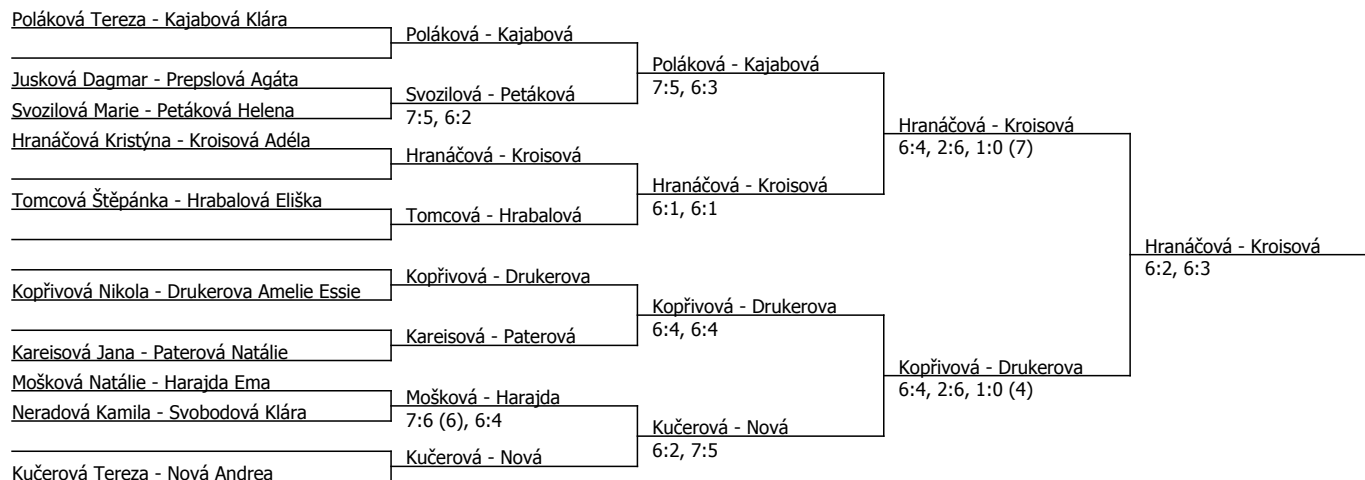 Poláková Tereza - Kajabová Klára
Jusková Dagmar - Prepslová Agáta
Svozilová Marie - Petáková Helena
Hranáčová Kristýna - Kroisová Adéla
Tomcová Štěpánka - Hrabalová Eliška
Kopřivová Nikola - Drukerova Amelie Essie
Kareisová Jana - Paterová Natálie
Mošková Natálie - Harajda Ema
Neradová Kamila - Svobodová Klára
Kučerová Tereza - Nová Andrea
Poláková - Kajabová
Svozilová - Petáková
7:5, 6:2
Hranáčová - Kroisová
Tomcová - Hrabalová
Kopřivová - Drukerova
Kareisová - Paterová
Mošková - Harajda
7:6 (6), 6:4
Kučerová - Nová
Poláková - Kajabová
7:5, 6:3
Hranáčová - Kroisová
6:1, 6:1
Kopřivová - Drukerova
6:4, 6:4
Kučerová - Nová
6:2, 7:5
Hranáčová - Kroisová
6:4, 2:6, 1:0 (7)
Kopřivová - Drukerova
6:4, 2:6, 1:0 (4)
Hranáčová - Kroisová
6:2, 6:3